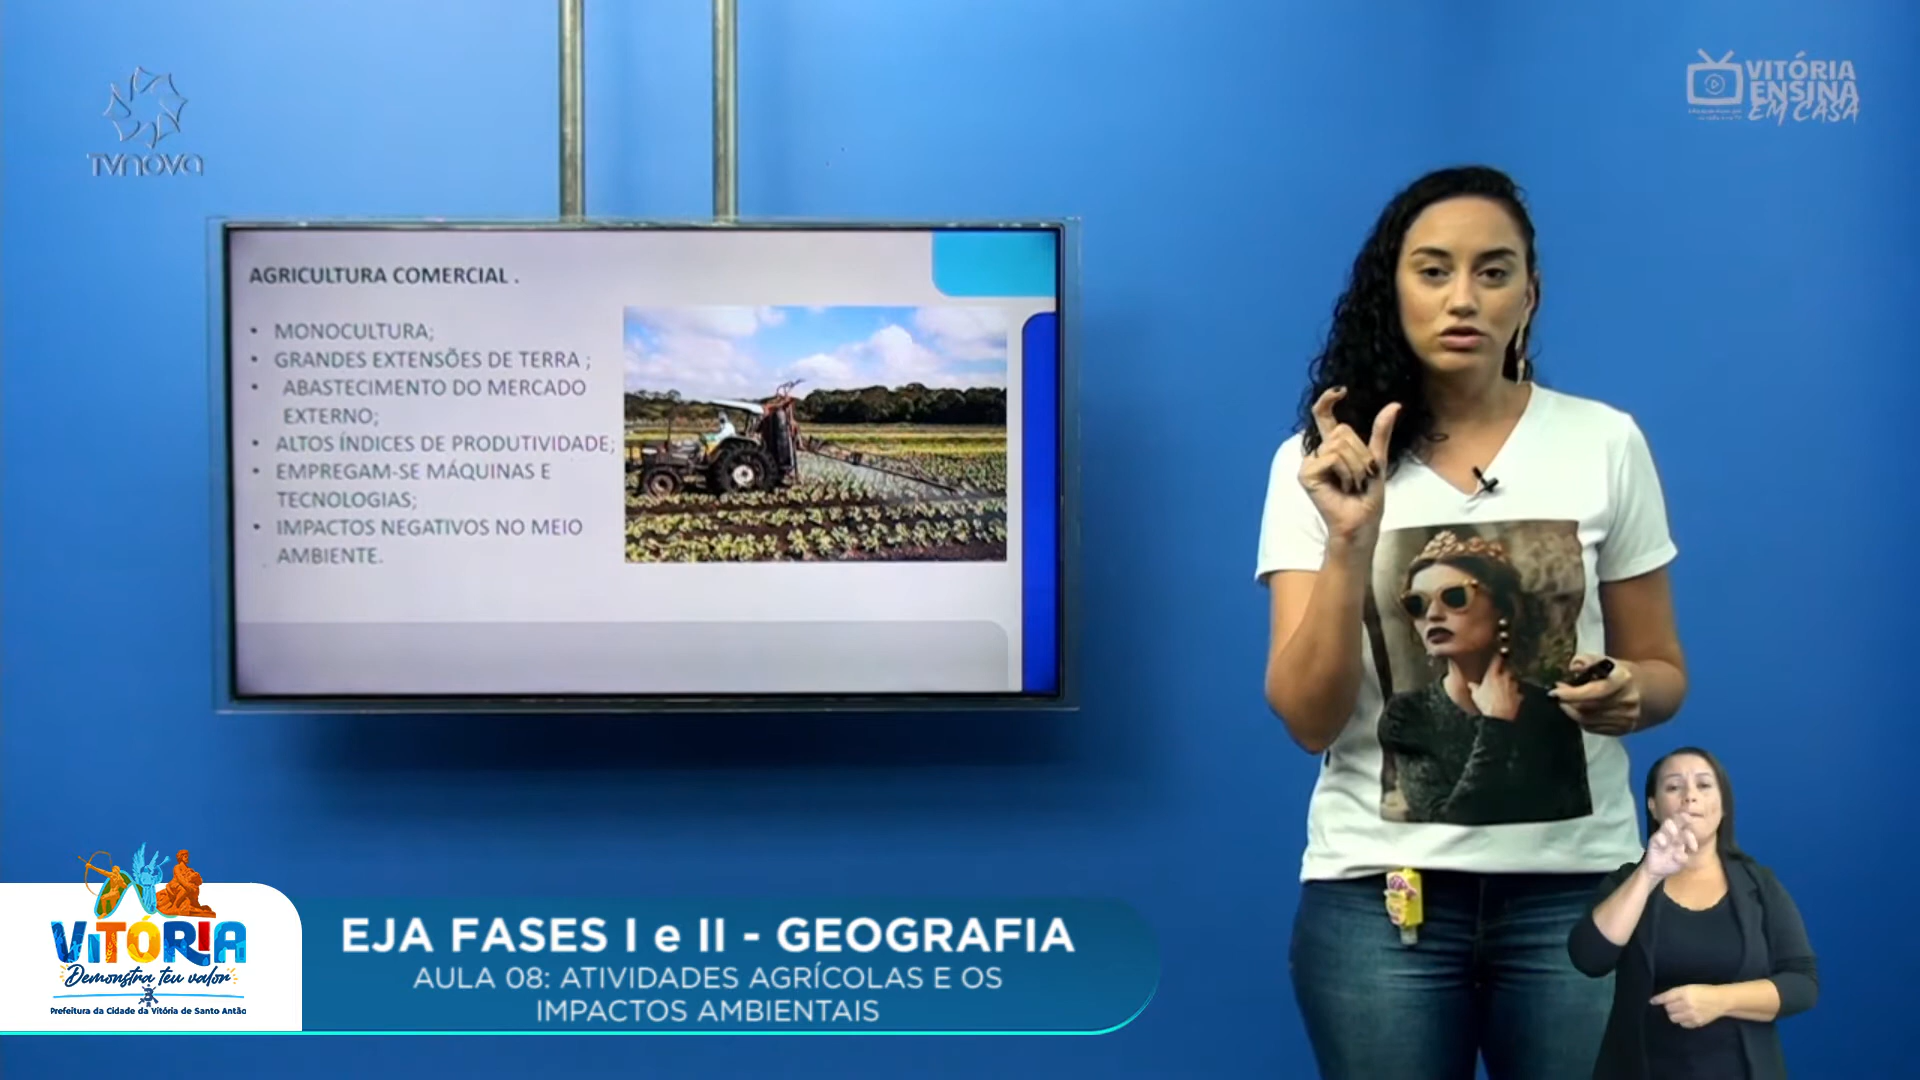 TVNOVA
VITÓRIA
ENSINA
EM CASA
AGRICULTURA COMERCIAL .
• MONOCULTURA;
• GRANDES EXTENSÕES DE TERRA ;
• ABASTECIMENTO DO MERCADO
EXTERNO;
• ALTOS ÍNDICES DE PRODUTIVIDADE;
• EMPREGAM-SE MÁQUINAS E
TECNOLOGIAS;
• IMPACTOS NEGATIVOS NO MEIO
AMBIENTE.
VITÓRIA
Demonstra teu valor
Prefeitura da Cidade da Vitória de Santo Antão
EJA FASES I e II - GEOGRAFIA
AULA 08: ATIVIDADES AGRÍCOLAS E OS
IMPACTOS AMBIENTAIS